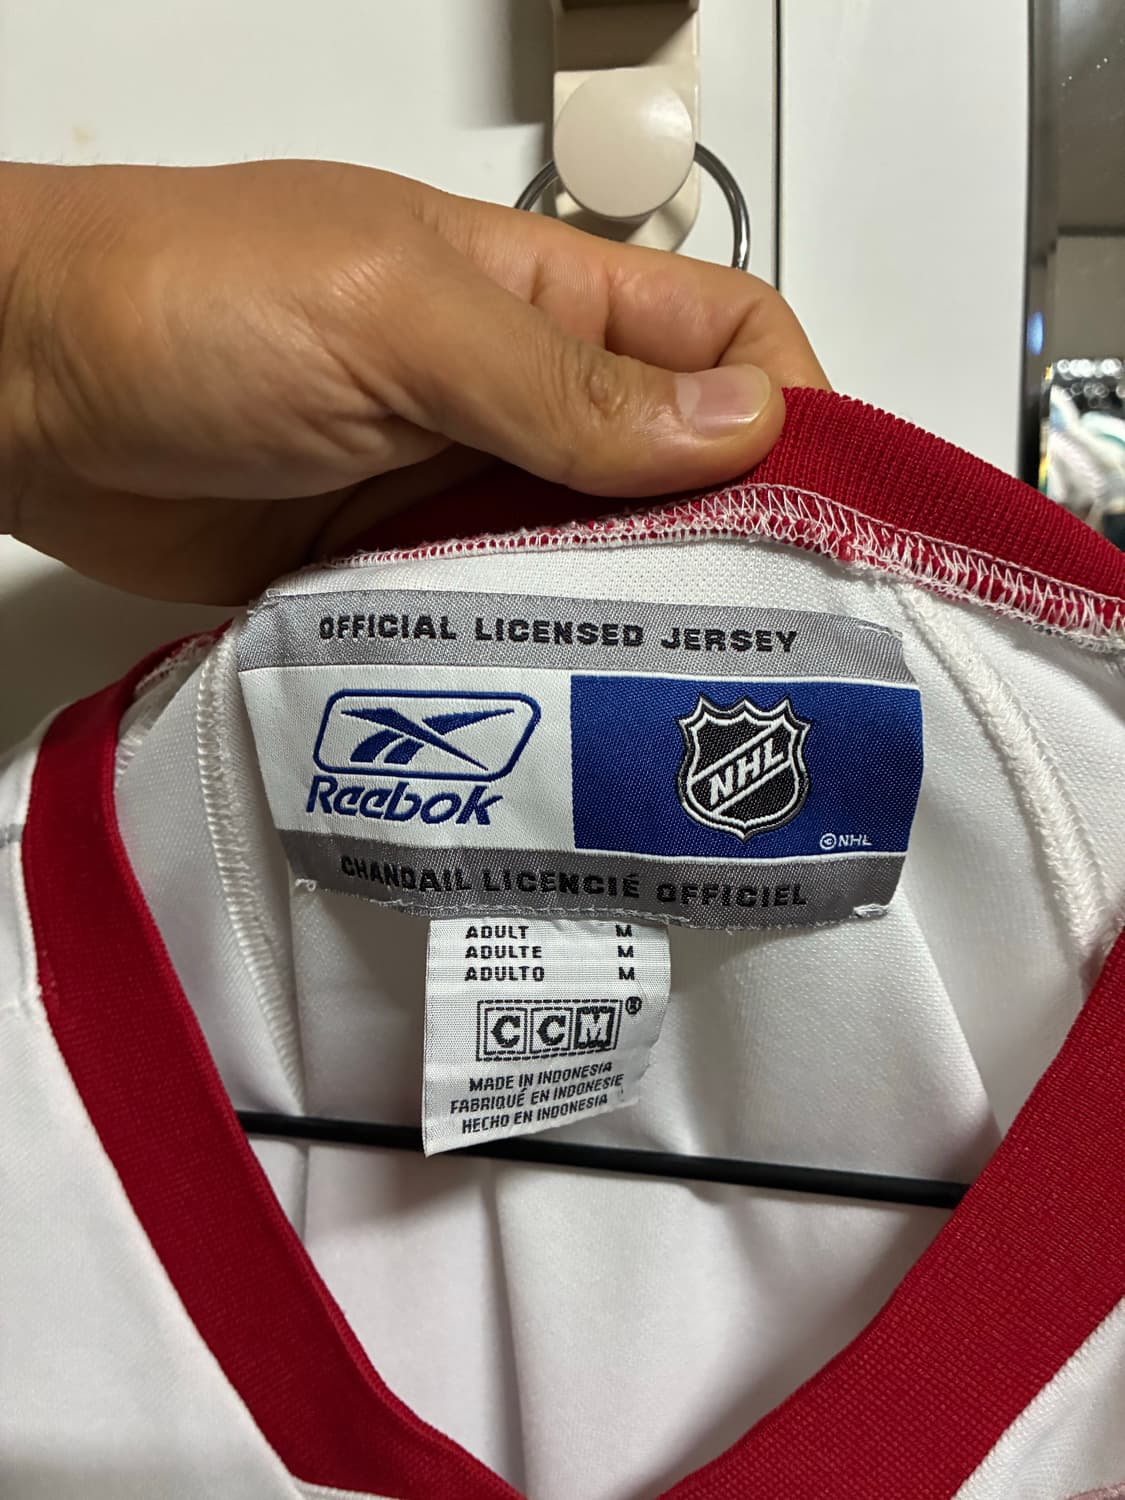 OFFICIAL LICENSED JERSEY
Reebok
NHL
©NHL
CHANDAIL LICENCIÉ OFFICIEL
ADULT M
ADULTE M
ADULTO M
CCM®
MADE IN INDONESIA
FABRIQUÉ EN INDONESIE
HECHO EN INDONESIA